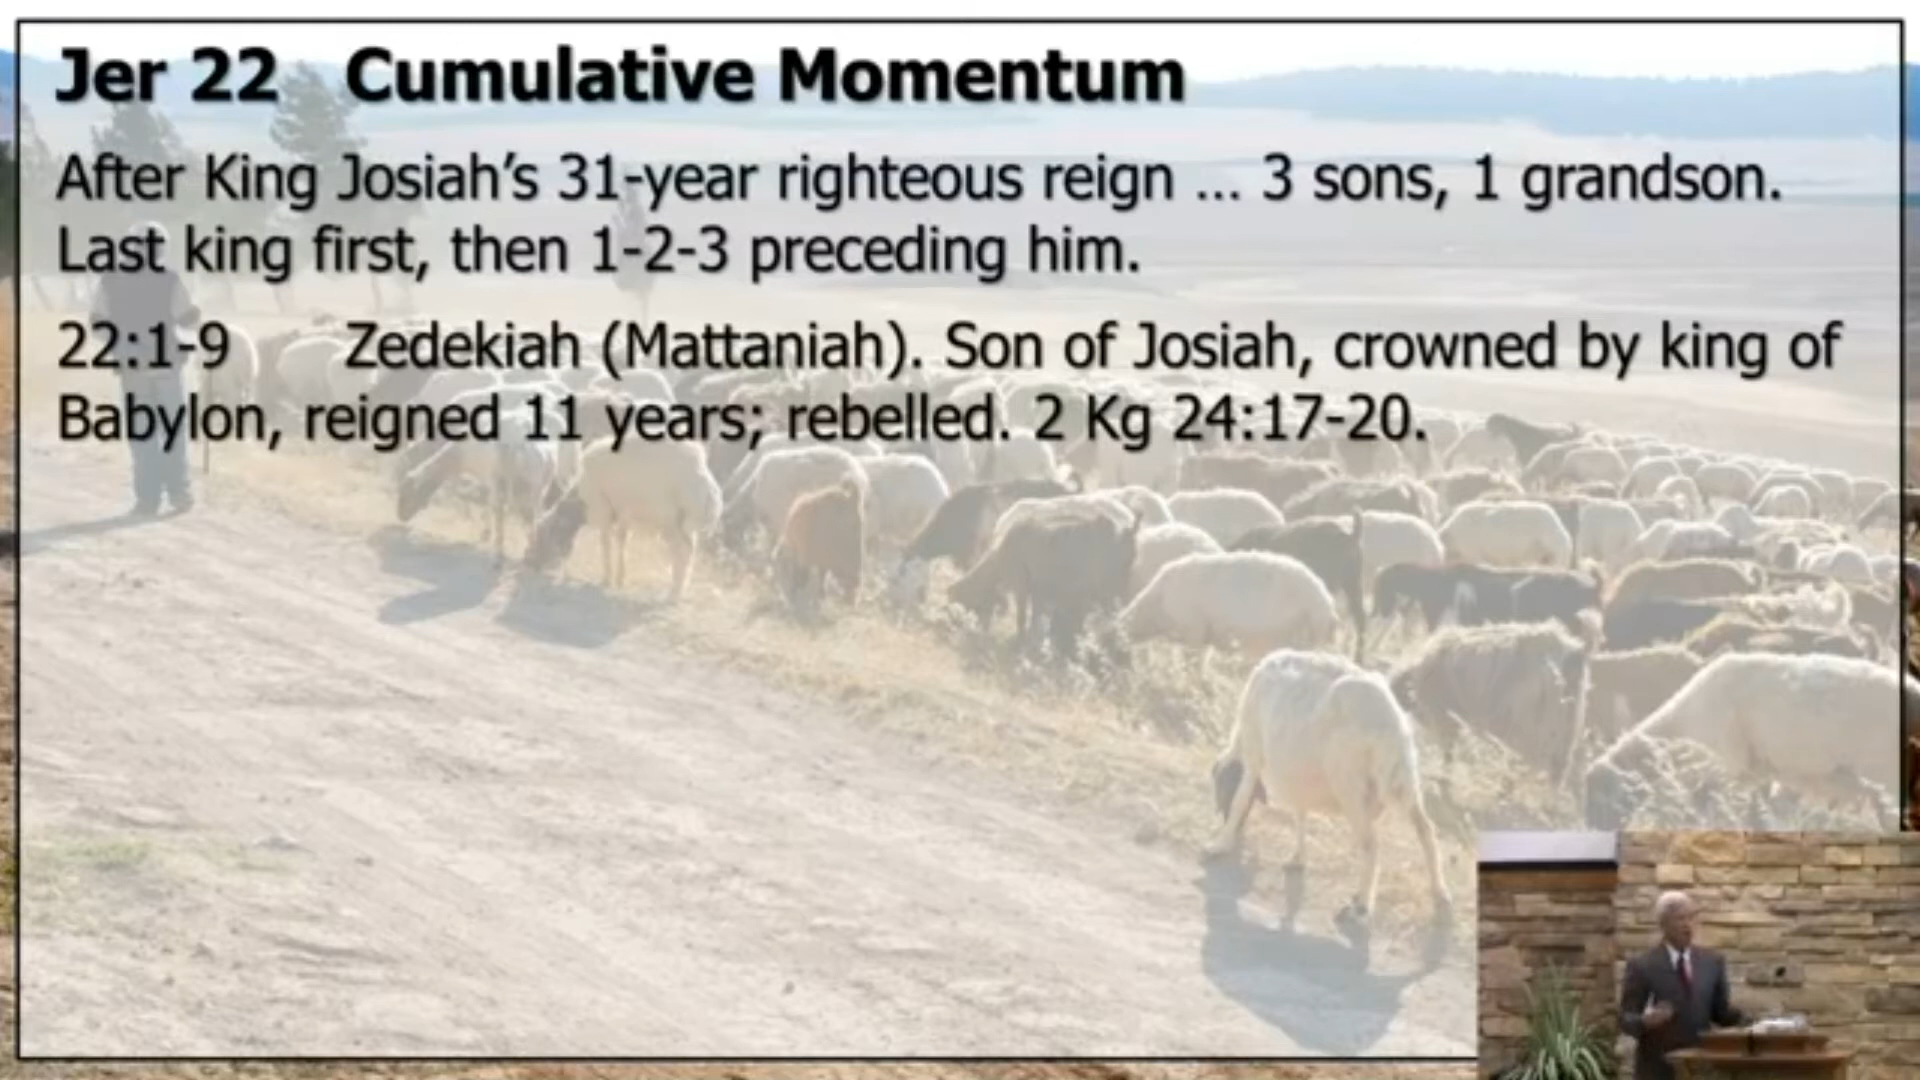 Jer 22 Cumulative Momentum
After King Josiah’s 31-year righteous reign … 3 sons, 1 grandson.
Last king first, then 1-2-3 preceding him.
22:1-9 Zedekiah (Mattaniah). Son of Josiah, crowned by king of
Babylon, reigned 11 years; rebelled. 2 Kg 24:17-20.